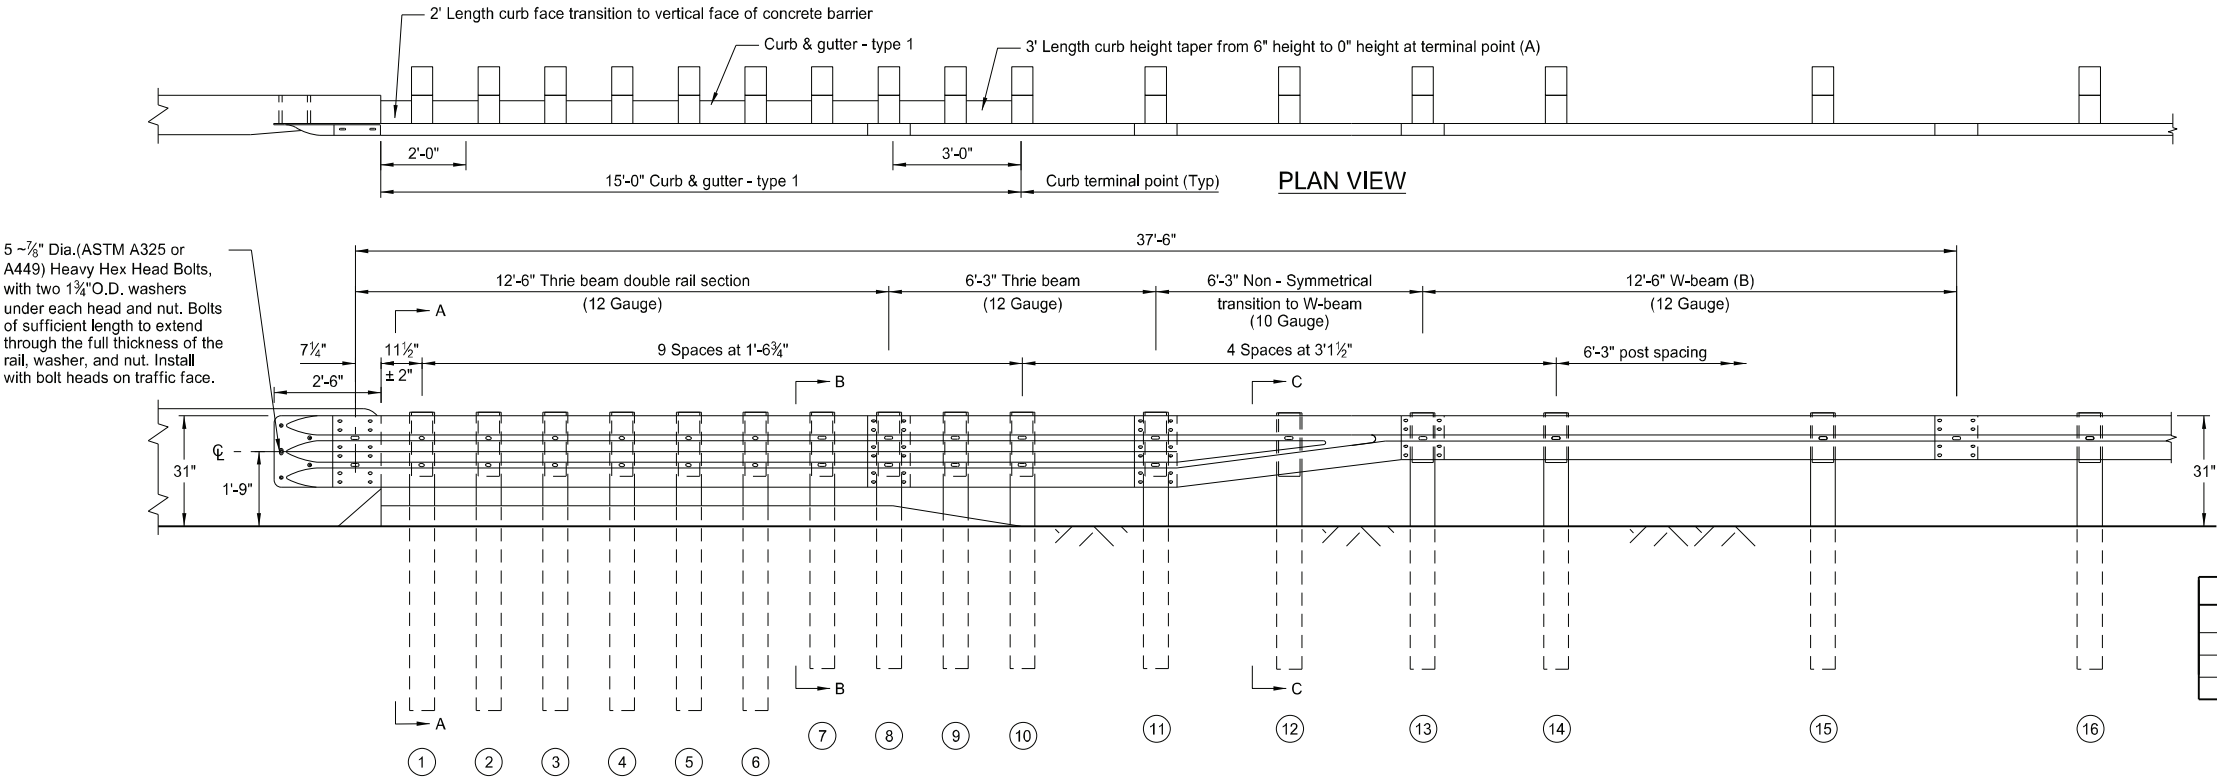 2' Length curb face transition to vertical face of concrete barrier
Curb & gutter - type 1
3' Length curb height taper from 6" height to 0" height at terminal point (A)
2'-0"
3'-0"
15'-0" Curb & gutter - type 1
Curb terminal point (Typ)
PLAN VIEW
5 ~⅞" Dia.(ASTM A325 or
A449) Heavy Hex Head Bolts,
with two 1¾"O.D. washers
under each head and nut. Bolts
of sufficient length to extend
through the full thickness of the
rail, washer, and nut. Install
with bolt heads on traffic face.
37'-6"
12'-6" Thrie beam double rail section
(12 Gauge)
6'-3" Thrie beam
(12 Gauge)
6'-3" Non - Symmetrical
transition to W-beam
(10 Gauge)
12'-6" W-beam (B)
(12 Gauge)
A
7¼"
11½"
± 2"
9 Spaces at 1'-6¾"
4 Spaces at 3'1½"
6'-3" post spacing
2'-6"
B
C
℄
31"
1'-9"
31"
B
C
A
1
2
3
4
5
6
7
8
9
10
11
12
13
14
15
16